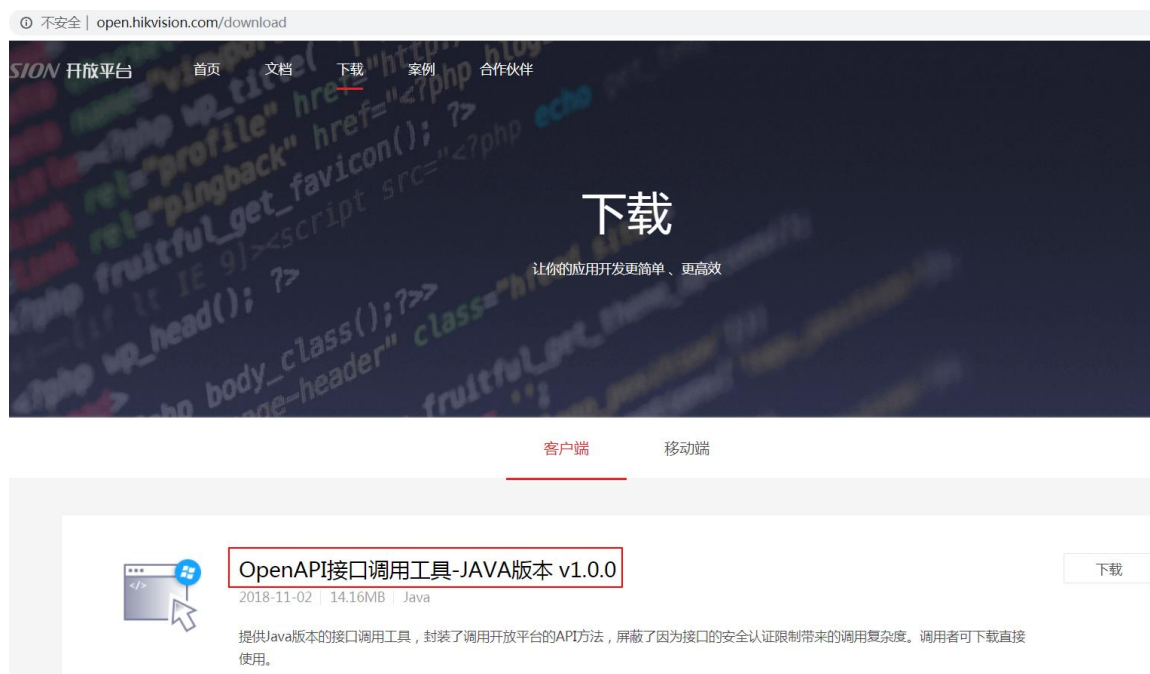 不安全 | open.hikvision.com/download
SION 开放平台 首页 文档 下载 案例 合作伙伴
下载
让你的应用开发更简单、更高效
客户端 移动端
OpenAPI接口调用工具-JAVA版本 v1.0.0
下载
2018-11-02 | 14.16MB | Java
提供Java版本的接口调用工具，封装了调用开放平台的API方法，屏蔽了因为接口的安全认证限制带来的调用复杂度。调用者可下载直接
使用。